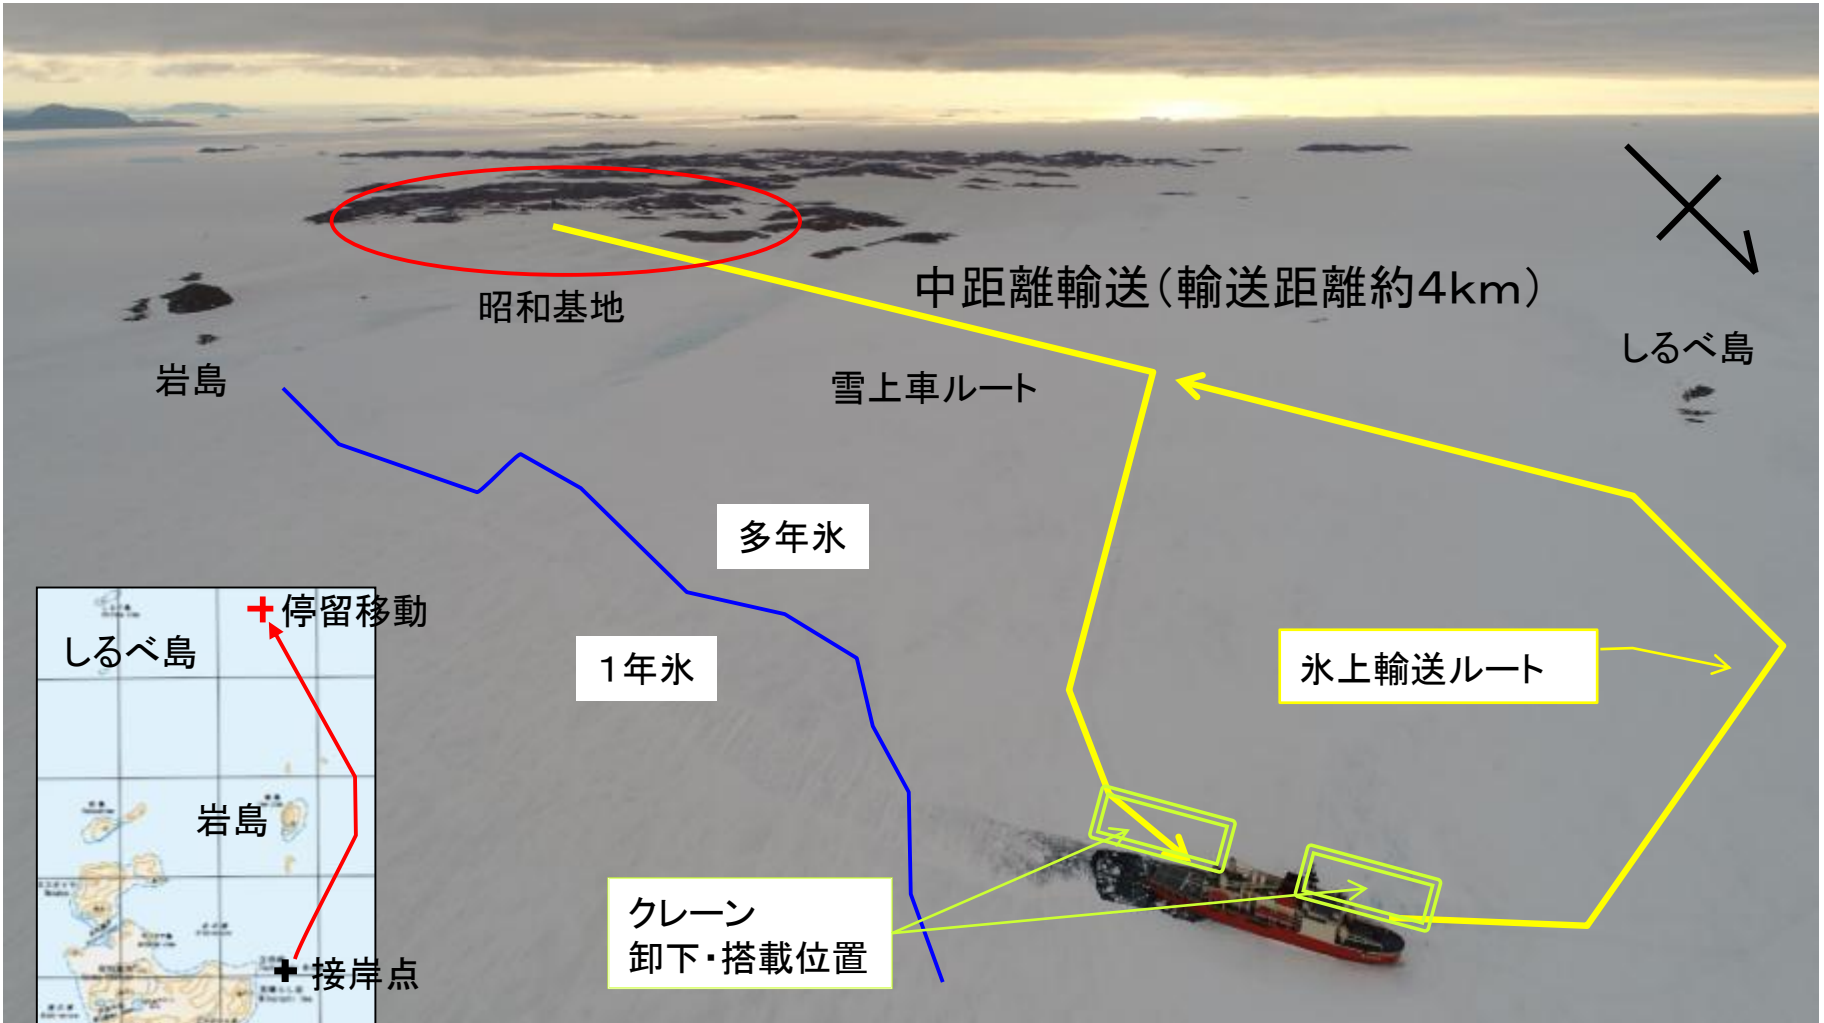 中距離輸送（輸送距離約4km）
昭和基地
しるべ島
岩島
雪上車ルート
多年氷
停留移動
しるべ島
１年氷
氷上輸送ルート
岩島
クレーン
卸下・搭載位置
接岸点